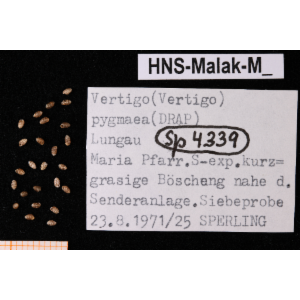 HNS-Malak-M_
Vertigo(Vertigo)
pygmaea(DRAP)
Lungau Sp 4339
Maria Pfarr.S-exp.kurz=
grasige Böscheng nahe d.
Senderanlage.Siebeprobe
23.8.1971/25 SPERLING